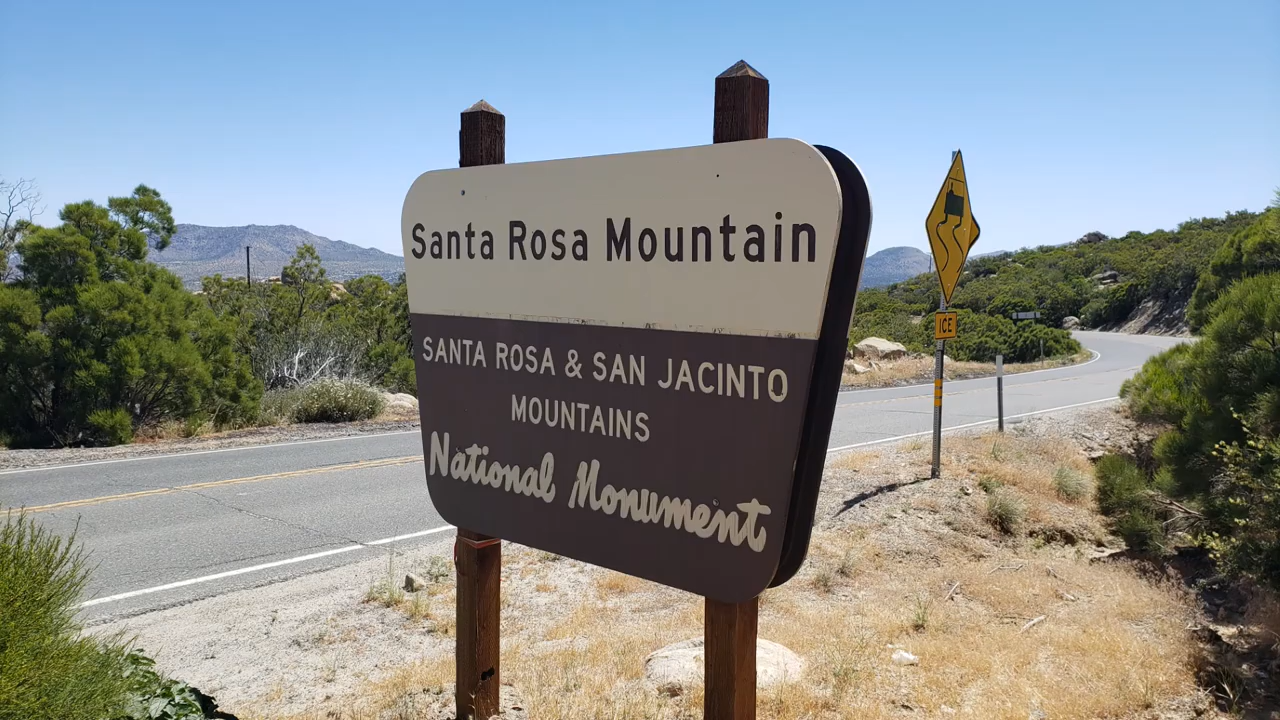 Santa Rosa Mountain
SANTA ROSA & SAN JACINTO
MOUNTAINS
National Monument
ICE